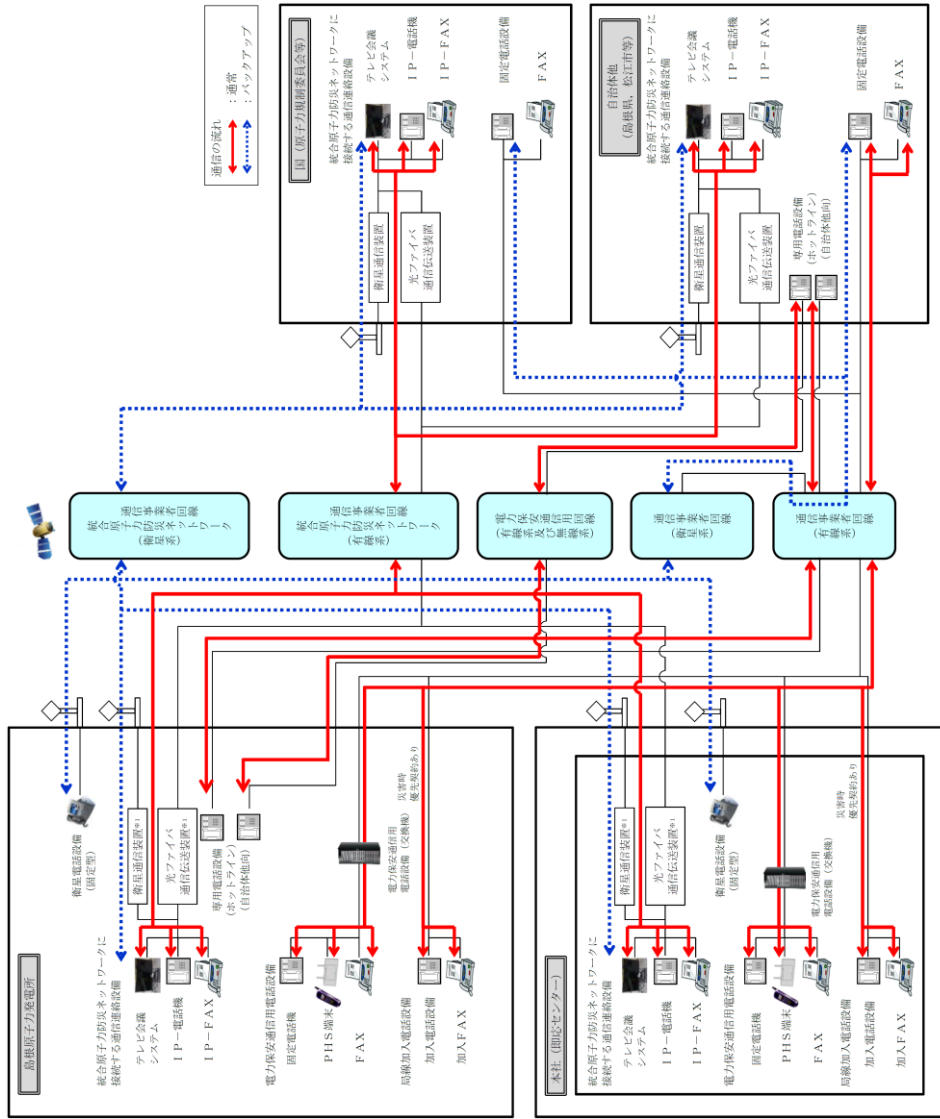 島根原子力発電所
統合原子力防災ネットワークに
接続する通信連絡設備
テレビ会議
システム
IP-電話機
IP-FAX
衛星通信装置※1
光ファイバ
通信伝送装置※1
衛星電話設備
(固定型)
専用電話設備
(ホットライン)
(自治体他向)
電力保安通信用電話設備
固定電話機
PHS端末
FAX
電力保安通信用
電話設備(交換機)
局線加入電話設備
加入電話設備
加入FAX
災害時
優先契約あり
本社(即応センター)
統合原子力防災ネットワークに
接続する通信連絡設備
テレビ会議
システム
IP-電話機
IP-FAX
衛星通信装置※1
光ファイバ
通信伝送装置※1
衛星電話設備
(固定型)
電力保安通信用電話設備
固定電話機
PHS端末
FAX
電力保安通信用
電話設備(交換機)
局線加入電話設備
加入電話設備
加入FAX
災害時
優先契約あり
通信事業者回線
統合原子力防災ネットワーク
(衛星系)
通信事業者回線
統合原子力防災ネットワーク
(有線系)
電力保安通信用回線
(有線系及び無線系)
通信事業者回線
(衛星系)
通信事業者回線
(有線系)
通信の流れ
:通常
:バックアップ
国(原子力規制委員会等)
統合原子力防災ネットワークに
接続する通信連絡設備
テレビ会議
システム
IP-電話機
IP-FAX
衛星通信装置
光ファイバ
通信伝送装置
固定電話設備
FAX
自治体他
(島根県、松江市等)
統合原子力防災ネットワークに
接続する通信連絡設備
テレビ会議
システム
IP-電話機
IP-FAX
衛星通信装置
光ファイバ
通信伝送装置
専用電話設備
(ホットライン)
(自治体他向)
固定電話設備
FAX